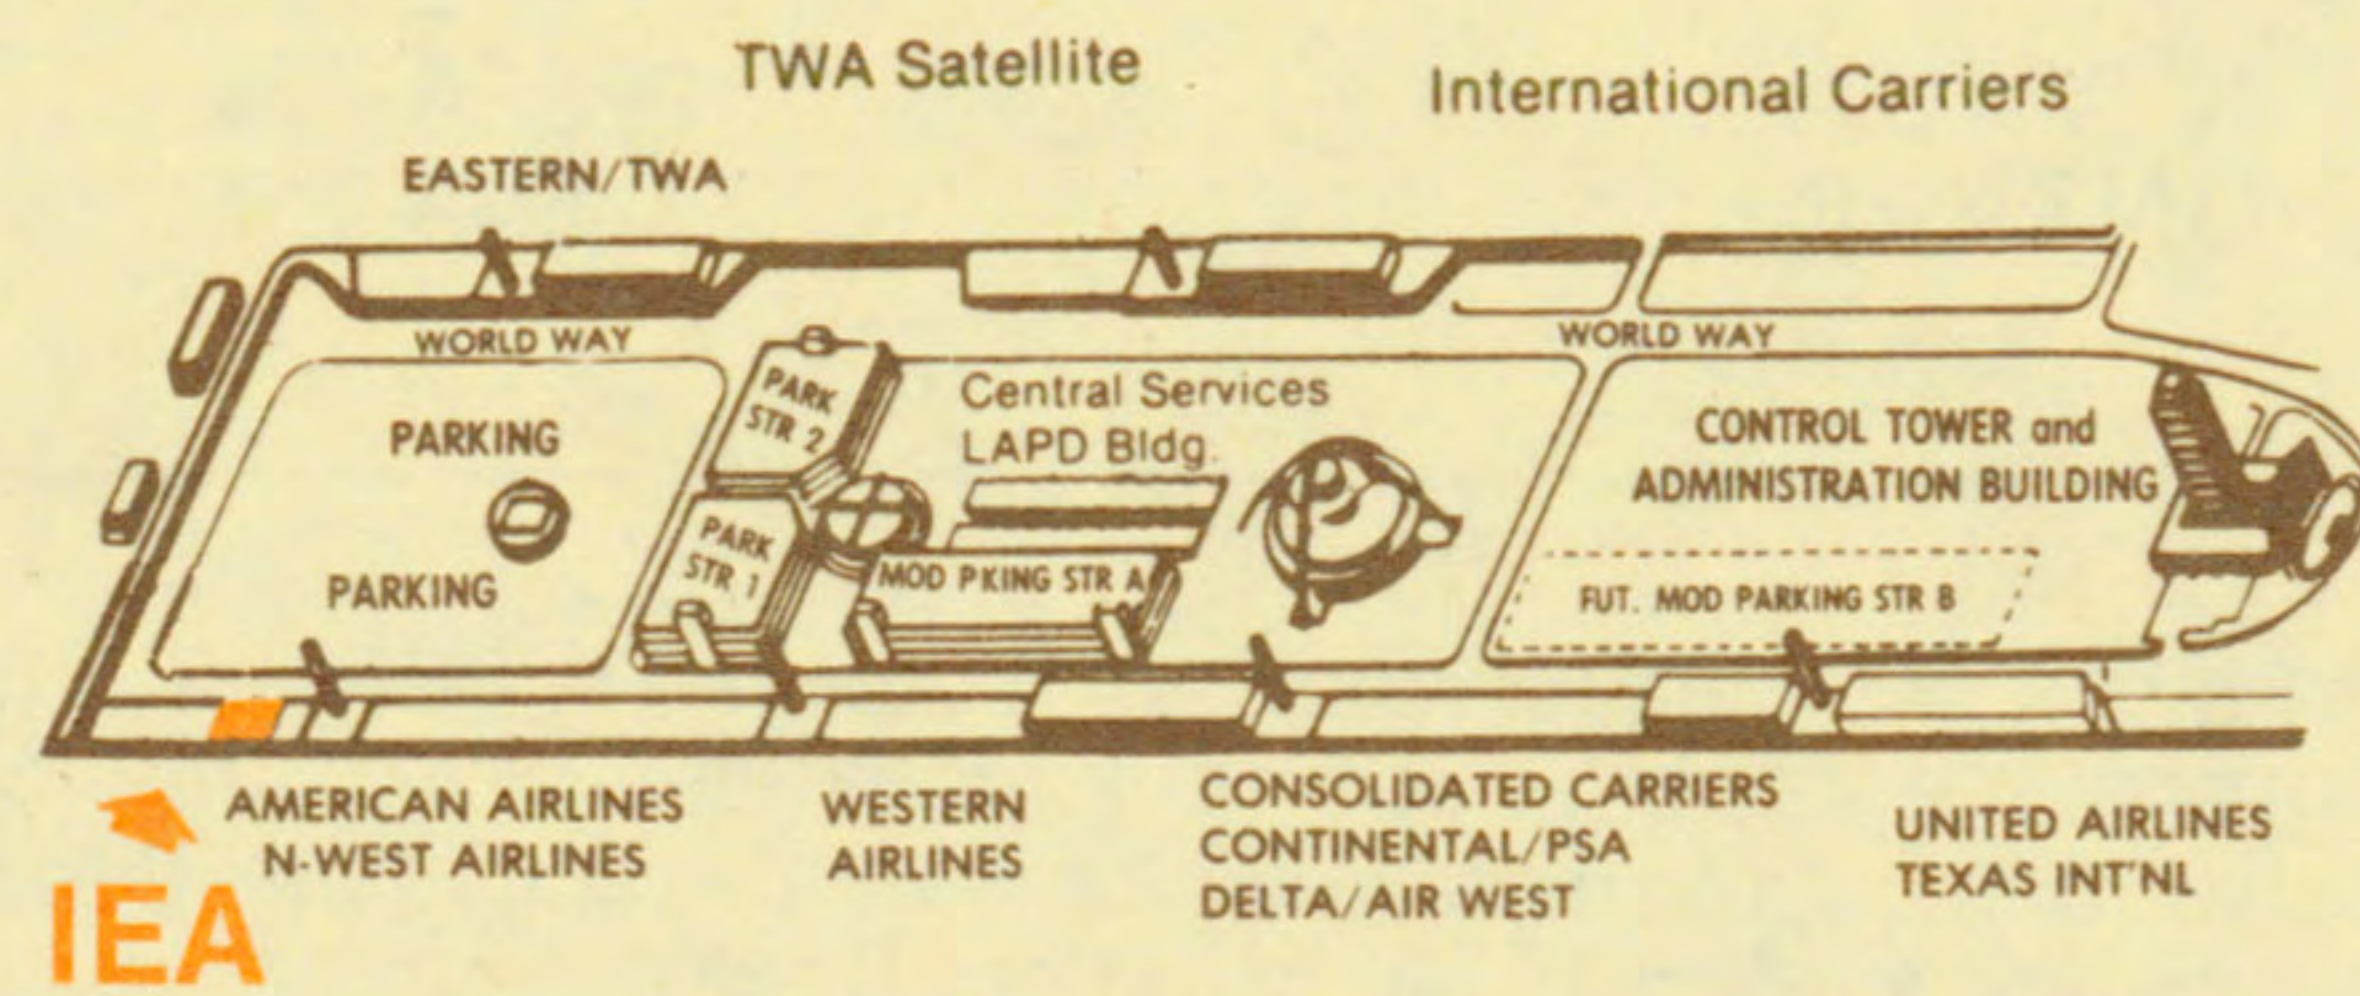 TWA Satellite
International Carriers
EASTERN/TWA
WORLD WAY
WORLD WAY
PARK
STR 2
Central Services
LAPD Bldg.
PARKING
CONTROL TOWER and
ADMINISTRATION BUILDING
PARK
STR 1
MOD PKING STR A
PARKING
FUT. MOD PARKING STR B
AMERICAN AIRLINES
N-WEST AIRLINES
WESTERN
AIRLINES
CONSOLIDATED CARRIERS
CONTINENTAL/PSA
DELTA/AIR WEST
UNITED AIRLINES
TEXAS INT'NL
IEA